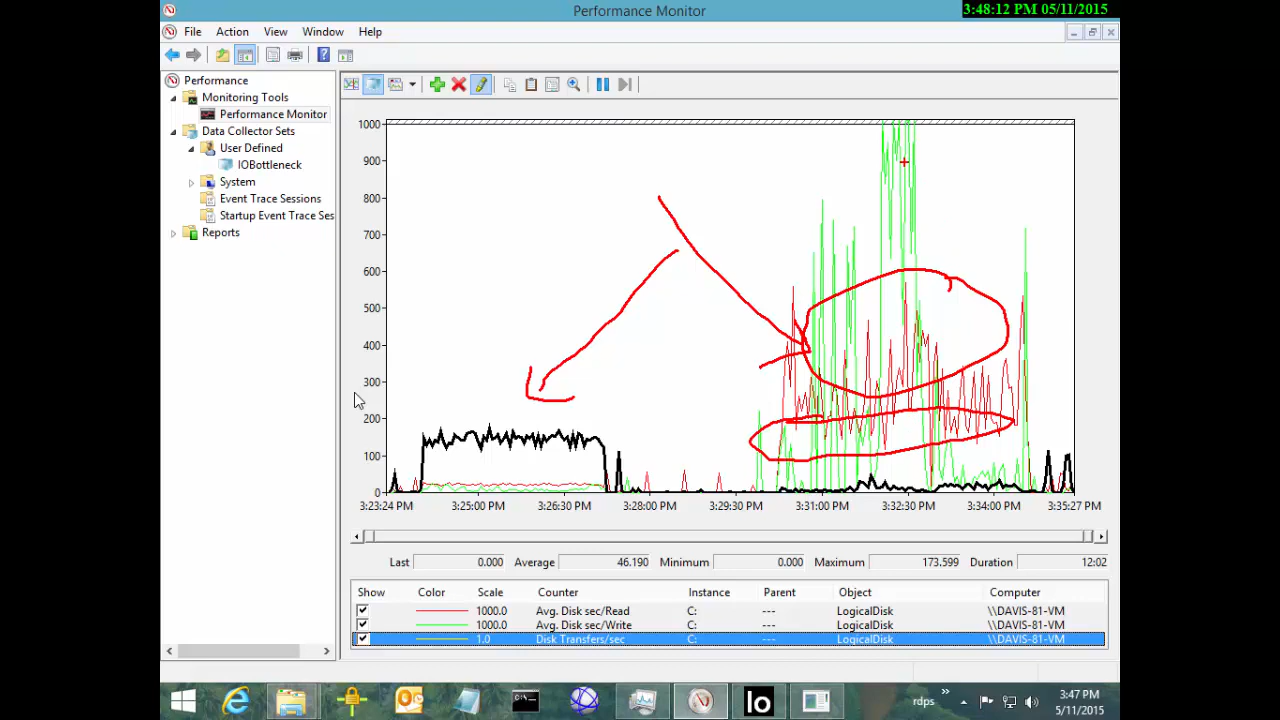 Performance Monitor
3:48:12 PM 05/11/2015
File Action View Window Help
Performance
Monitoring Tools
Performance Monitor
Data Collector Sets
User Defined
IOBottleneck
System
Event Trace Sessions
Startup Event Trace Ses
Reports
1000
900
800
700
600
500
400
300
200
100
0
3:23:24 PM 3:25:00 PM 3:26:30 PM 3:28:00 PM 3:29:30 PM 3:31:00 PM 3:32:30 PM 3:34:00 PM 3:35:27 PM
Last 0.000 Average 46.190 Minimum 0.000 Maximum 173.599 Duration 12:02
Show Color Scale Counter Instance Parent Object Computer
1000.0 Avg. Disk sec/Read C: --- LogicalDisk \\DAVIS-81-VM
1000.0 Avg. Disk sec/Write C: --- LogicalDisk \\DAVIS-81-VM
1.0 Disk Transfers/sec C: --- LogicalDisk \\DAVIS-81-VM
lo
rdps
3:47 PM
5/11/2015